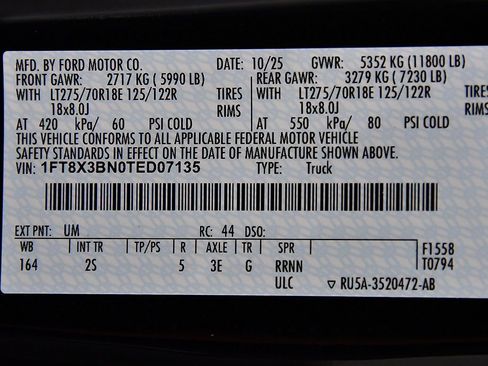 MFD. BY FORD MOTOR CO. DATE: 10/25 GVWR: 5352 KG (11800 LB)
FRONT GAWR: 2717 KG (5990 LB) REAR GAWR: 3279 KG (7230 LB)
WITH LT275/70R18E 125/122R TIRES WITH LT275/70R18E 125/122R TIRES
18x8.0J RIMS 18x8.0J RIMS
AT 420 kPa/ 60 PSI COLD AT 550 kPa/ 80 PSI COLD
THIS VEHICLE CONFORMS TO ALL APPLICABLE FEDERAL MOTOR VEHICLE
SAFETY STANDARDS IN EFFECT ON THE DATE OF MANUFACTURE SHOWN ABOVE.
VIN: 1FT8X3BN0TED07135 TYPE: Truck
EXT PNT: UM RC: 44 DSO:
WB INT TR TP/PS R AXLE TR SPR F1558
164 2S 5 3E G RRNN T0794
ULC ▽ RU5A-3520472-AB